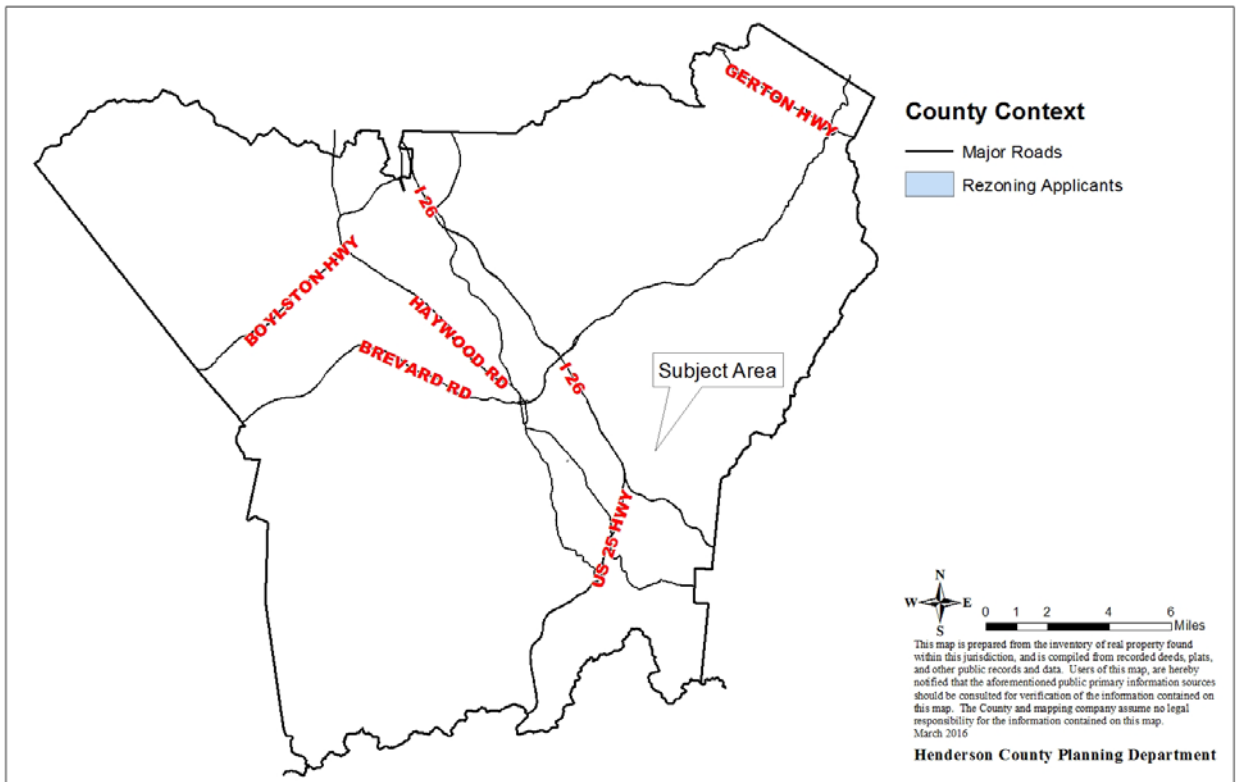 GERTON HWY
County Context
Major Roads
Rezoning Applicants
I 26
BOYLSTON HWY
HAYWOOD RD
BREVARD RD
I 26
Subject Area
US 25 HWY
N
W E
S
0 1 2 4 6
Miles
This map is prepared from the inventory of real property found
within this jurisdiction, and is compiled from recorded deeds, plats,
and other public records and data. Users of this map, are hereby
notified that the aforementioned public primary information sources
should be consulted for verification of the information contained on
this map. The County and mapping company assume no legal
responsibility for the information contained on this map.
March 2016
Henderson County Planning Department